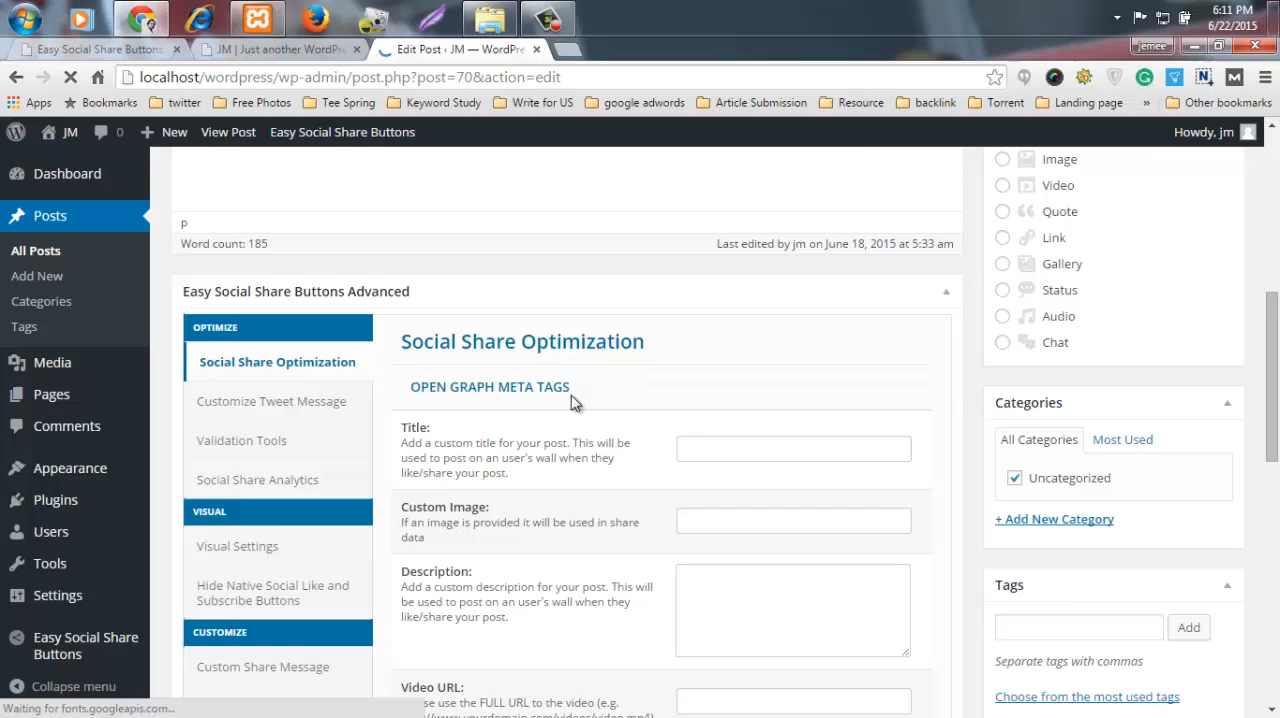 6:11 PM
6/22/2015
Easy Social Share Buttons
JM | Just another WordPre
Edit Post ‹ JM — WordPre
jemee
localhost/wordpress/wp-admin/post.php?post=70&action=edit
Apps
Bookmarks
twitter
Free Photos
Tee Spring
Keyword Study
Write for US
google adwords
Article Submission
Resource
backlink
Torrent
Landing page
»
Other bookmarks
JM
0
New
View Post
Easy Social Share Buttons
Howdy, jm
Dashboard
Posts
All Posts
Add New
Categories
Tags
Media
Pages
Comments
Appearance
Plugins
Users
Tools
Settings
Easy Social Share
Buttons
Collapse menu
Waiting for fonts.googleapis.com...
p
Word count: 185
Last edited by jm on June 18, 2015 at 5:33 am
Easy Social Share Buttons Advanced
OPTIMIZE
Social Share Optimization
Customize Tweet Message
Validation Tools
Social Share Analytics
VISUAL
Visual Settings
Hide Native Social Like and
Subscribe Buttons
CUSTOMIZE
Custom Share Message
Social Share Optimization
OPEN GRAPH META TAGS
Title:
Add a custom title for your post. This will be
used to post on an user's wall when they
like/share your post.
Custom Image:
If an image is provided it will be used in share
data
Description:
Add a custom description for your post. This will
be used to post on an user's wall when they
like/share your post.
Video URL:
use the FULL URL to the video (e.g.
Image
Video
Quote
Link
Gallery
Status
Audio
Chat
Categories
All Categories
Most Used
Uncategorized
+ Add New Category
Tags
Add
Separate tags with commas
Choose from the most used tags